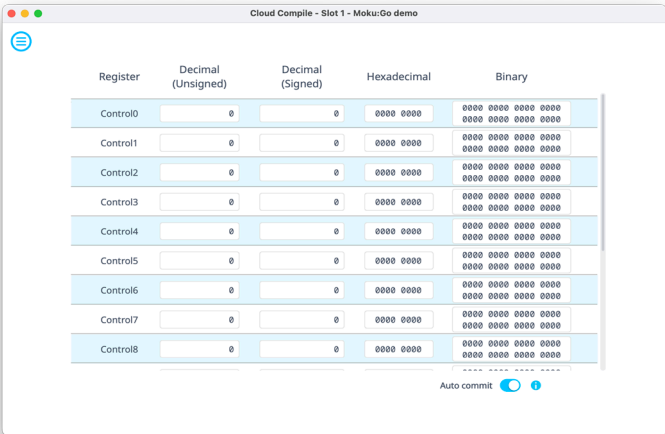 Cloud Compile - Slot 1 - Moku:Go demo
Register Decimal (Unsigned) Decimal (Signed) Hexadecimal Binary
Control0 0 0 0000 0000 0000 0000 0000 0000
0000 0000 0000 0000
Control1 0 0 0000 0000 0000 0000 0000 0000
0000 0000 0000 0000
Control2 0 0 0000 0000 0000 0000 0000 0000
0000 0000 0000 0000
Control3 0 0 0000 0000 0000 0000 0000 0000
0000 0000 0000 0000
Control4 0 0 0000 0000 0000 0000 0000 0000
0000 0000 0000 0000
Control5 0 0 0000 0000 0000 0000 0000 0000
0000 0000 0000 0000
Control6 0 0 0000 0000 0000 0000 0000 0000
0000 0000 0000 0000
Control7 0 0 0000 0000 0000 0000 0000 0000
0000 0000 0000 0000
Control8 0 0 0000 0000 0000 0000 0000 0000
0000 0000 0000 0000
Auto commit